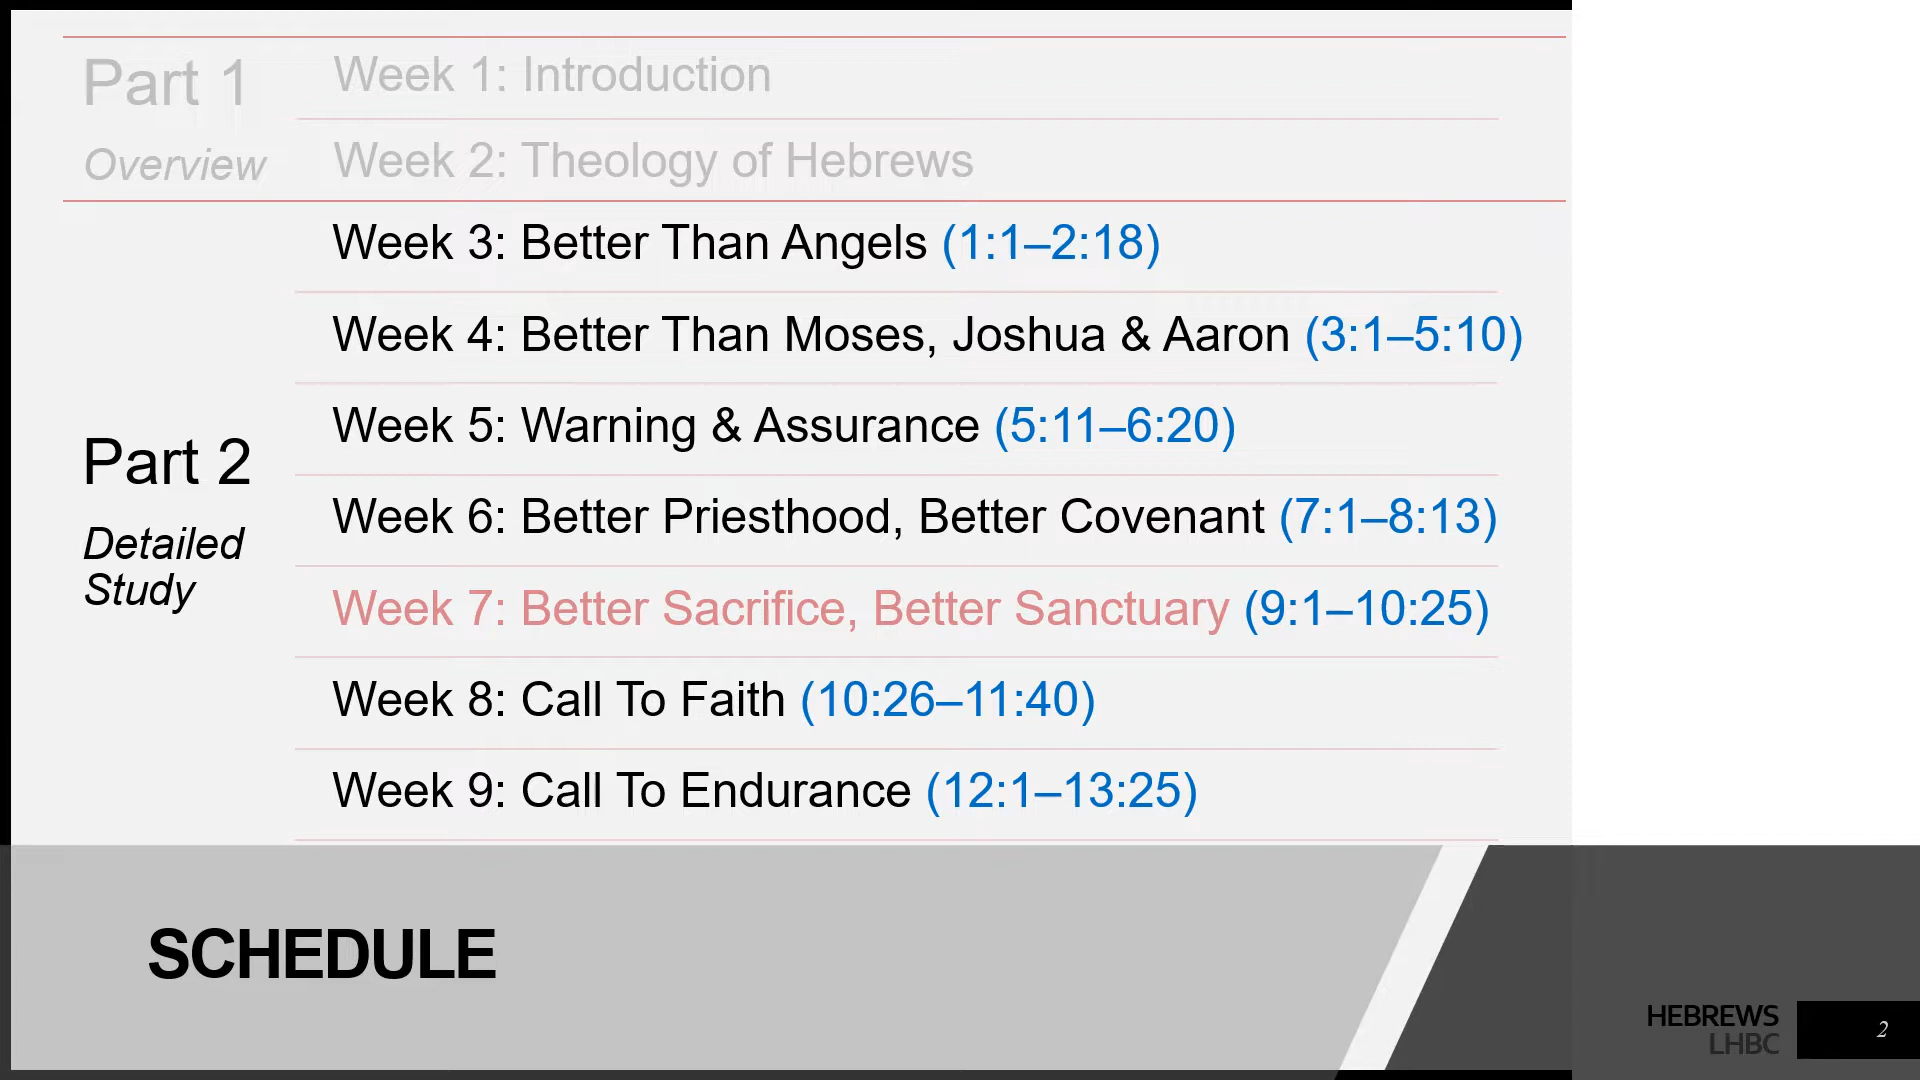 Part 1
Overview
Week 1: Introduction
Week 2: Theology of Hebrews
Part 2
Detailed
Study
Week 3: Better Than Angels (1:1–2:18)
Week 4: Better Than Moses, Joshua & Aaron (3:1–5:10)
Week 5: Warning & Assurance (5:11–6:20)
Week 6: Better Priesthood, Better Covenant (7:1–8:13)
Week 7: Better Sacrifice, Better Sanctuary (9:1–10:25)
Week 8: Call To Faith (10:26–11:40)
Week 9: Call To Endurance (12:1–13:25)
SCHEDULE
HEBREWS
LHBC
2